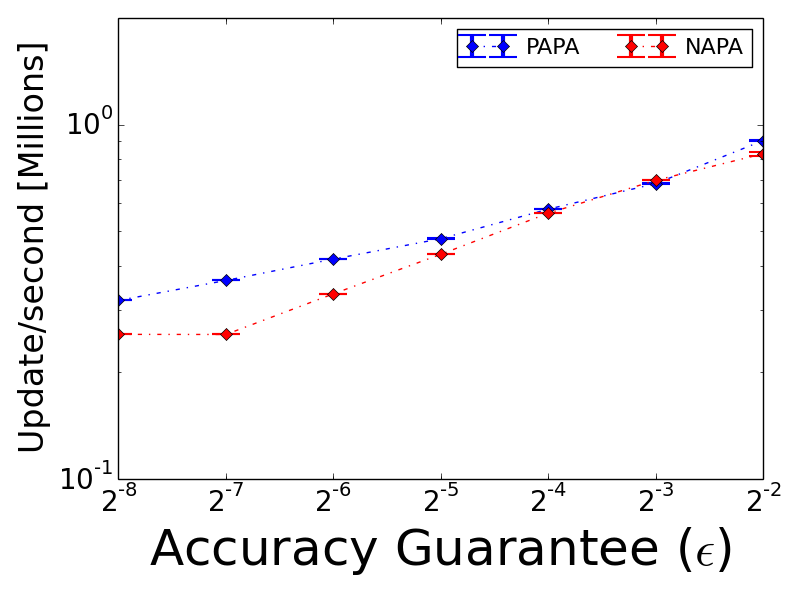 PAPA NAPA
Update/second [Millions]
10^0
10^-1
2^-8 2^-7 2^-6 2^-5 2^-4 2^-3 2^-2
Accuracy Guarantee (ϵ)